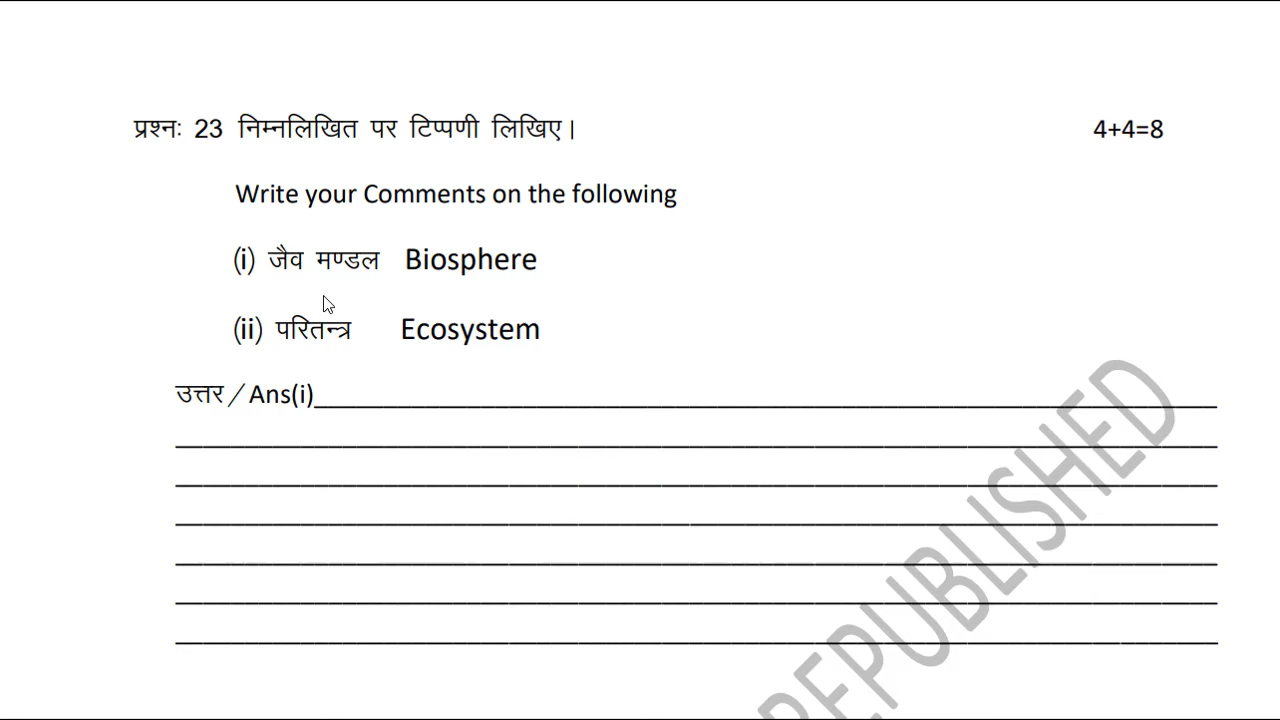 प्रश्नः 23 निम्नलिखित पर टिप्पणी लिखिए। 4+4=8
Write your Comments on the following
(i) जैव मण्डल Biosphere
(ii) परितन्त्र Ecosystem
उत्तर/Ans(i)
EPUBLISHED